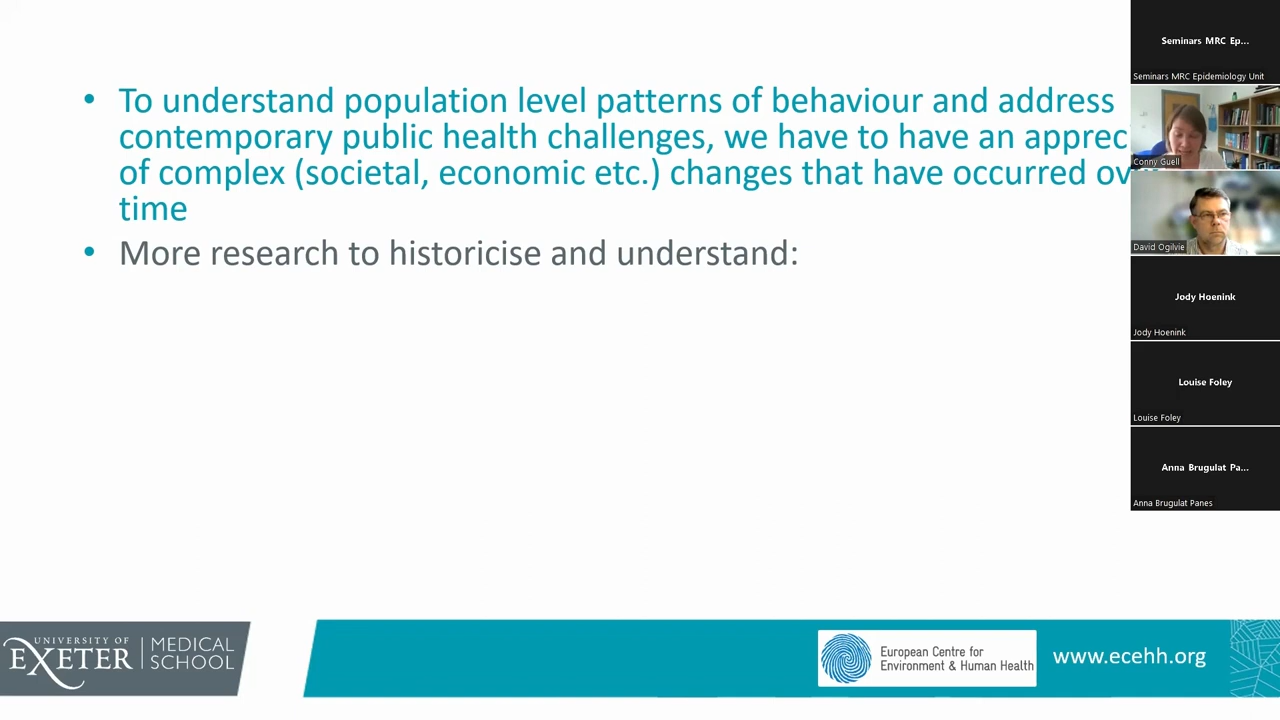 • To understand population level patterns of behaviour and address
contemporary public health challenges, we have to have an apprec
of complex (societal, economic etc.) changes that have occurred ov
time
• More research to historicise and understand:
Seminars MRC Ep...
Seminars MRC Epidemiology Unit
Conny Guell
David Ogilvie
Jody Hoenink
Jody Hoenink
Louise Foley
Louise Foley
Anna Brugulat Pa...
Anna Brugulat Panes
UNIVERSITY OF
EXETER
MEDICAL
SCHOOL
European Centre for
Environment & Human Health
www.ecehh.org